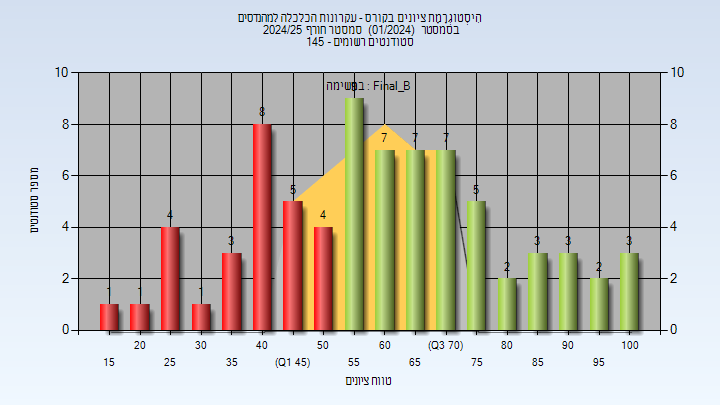 היסטוגרמת ציונים בקורס - עקרונות הכלכלה למהנדסים
בסמסטר (01/2024) סמסטר חורף 2024/25
סטודנטים רשומים - 145
במשימה : Final_B
מספר סטודנטים
10 8 6 4 2 0
10 8 6 4 2 0
1 1 4 1 3 8 5 4 9 7 7 7 5 2 3 3 2 3
20 30 40 50 60 (Q3 70) 80 90 100
15 25 35 (Q1 45) 55 65 75 85 95
טווח ציונים